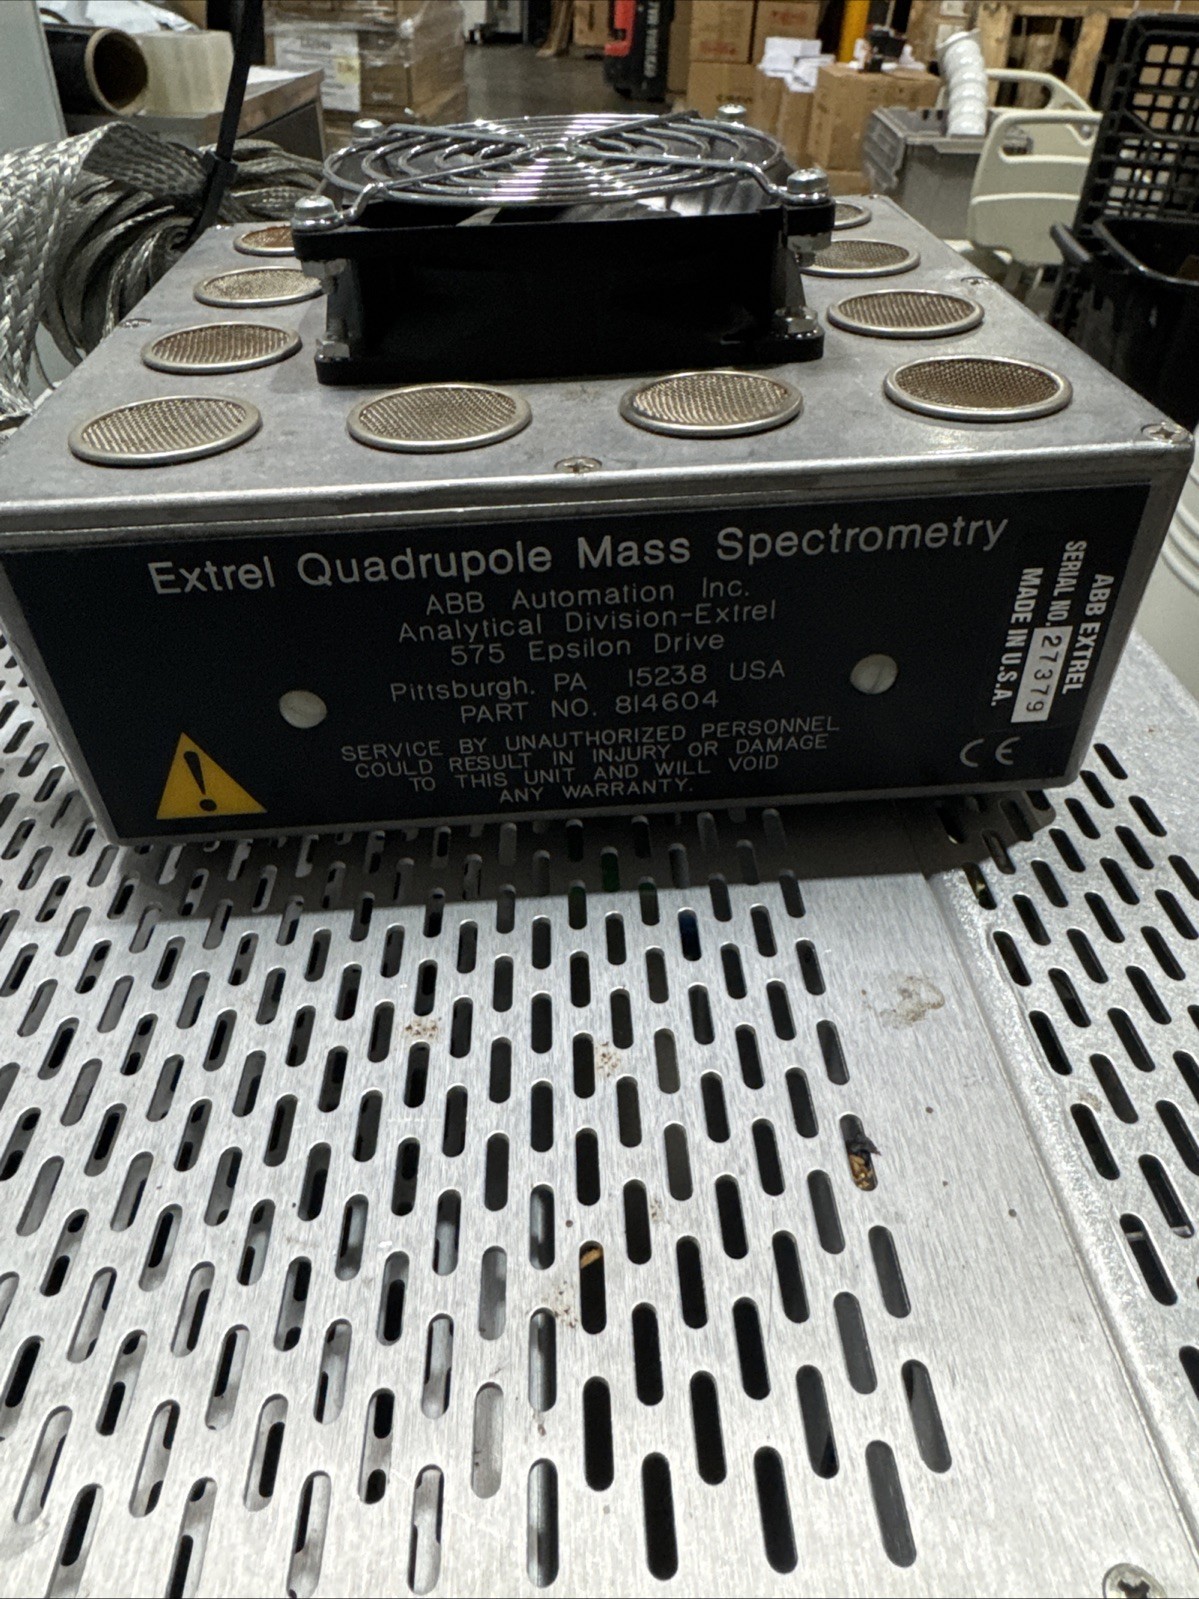 Extrel Quadrupole Mass Spectrometry
ABB Automation Inc.
Analytical Division-Extrel
575 Epsilon Drive
Pittsburgh. PA 15238 USA
PART NO. 814604
SERVICE BY UNAUTHORIZED PERSONNEL
COULD RESULT IN INJURY OR DAMAGE
TO THIS UNIT AND WILL VOID
ANY WARRANTY.
ABB EXTREL
SERIAL NO. 27379
MADE IN U.S.A.
CE